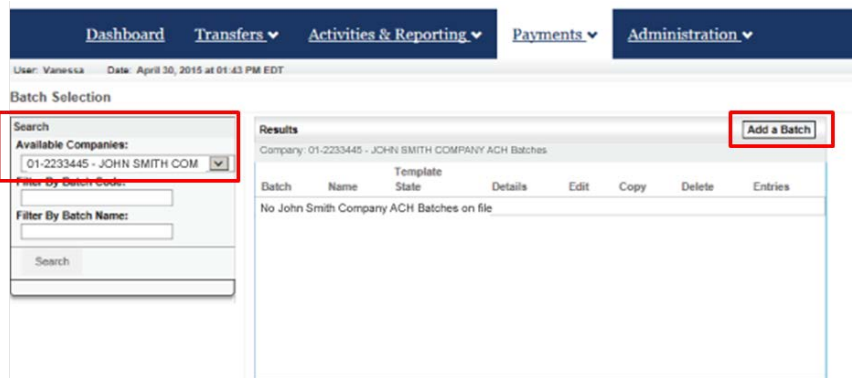 Dashboard Transfers Activities & Reporting Payments Administration
User: Vanessa Date: April 30, 2015 at 01:43 PM EDT
Batch Selection
Search
Available Companies:
01-2233445 - JOHN SMITH COM
Filter By Batch Code:
Filter By Batch Name:
Search
Results Add a Batch
Company: 01-2233445 - JOHN SMITH COMPANY ACH Batches
Batch Name Template State Details Edit Copy Delete Entries
No John Smith Company ACH Batches on file